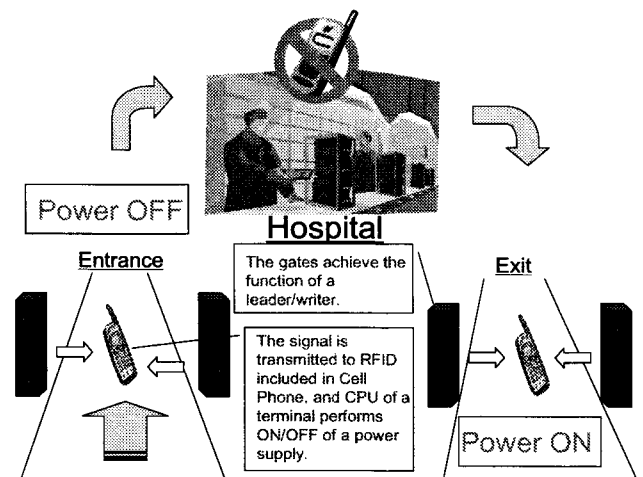 Power OFF
Hospital
Entrance
The gates achieve the
function of a
leader/writer.
Exit
The signal is
transmitted to RFID
included in Cell
Phone, and CPU of a
terminal performs
ON/OFF of a power
supply.
Power ON